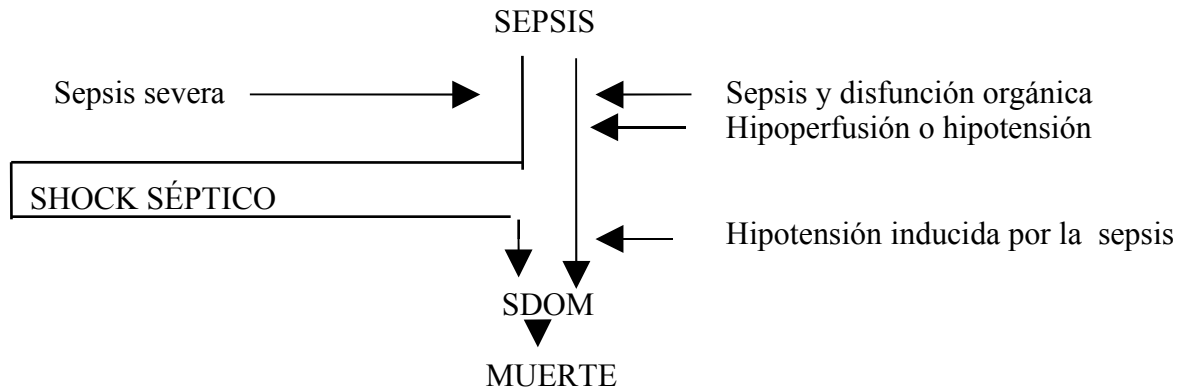 SEPSIS
Sepsis severa
Sepsis y disfunción orgánica
Hipoperfusión o hipotensión
SHOCK SÉPTICO
Hipotensión inducida por la sepsis
SDOM
MUERTE